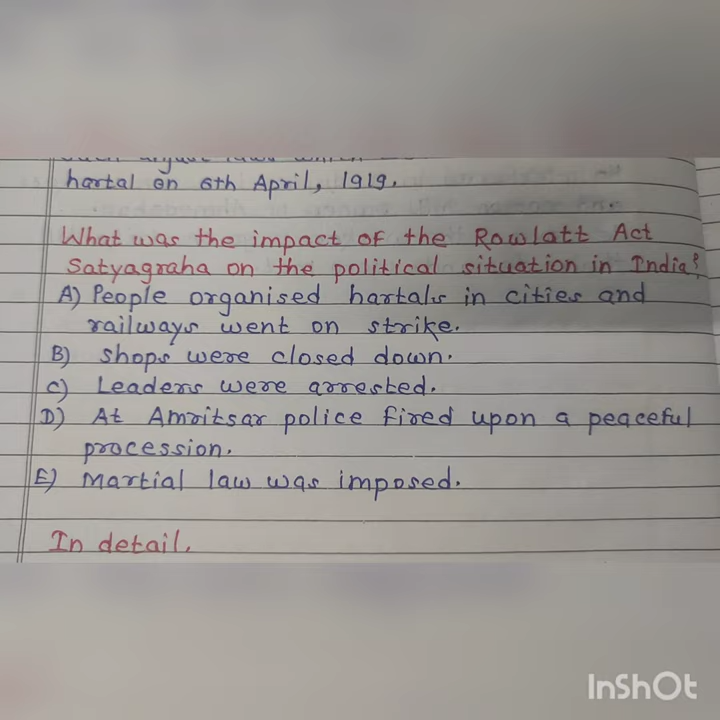 hartal on 6th April, 1919.
What was the impact of the Rowlatt Act
Satyagraha on the political situation in India?
A) People organised hartals in cities and
railways went on strike.
B) Shops were closed down.
C) Leaders were arrested.
D) At Amritsar police fired upon a peaceful
procession.
E) Martial law was imposed.
In detail,
InShOt